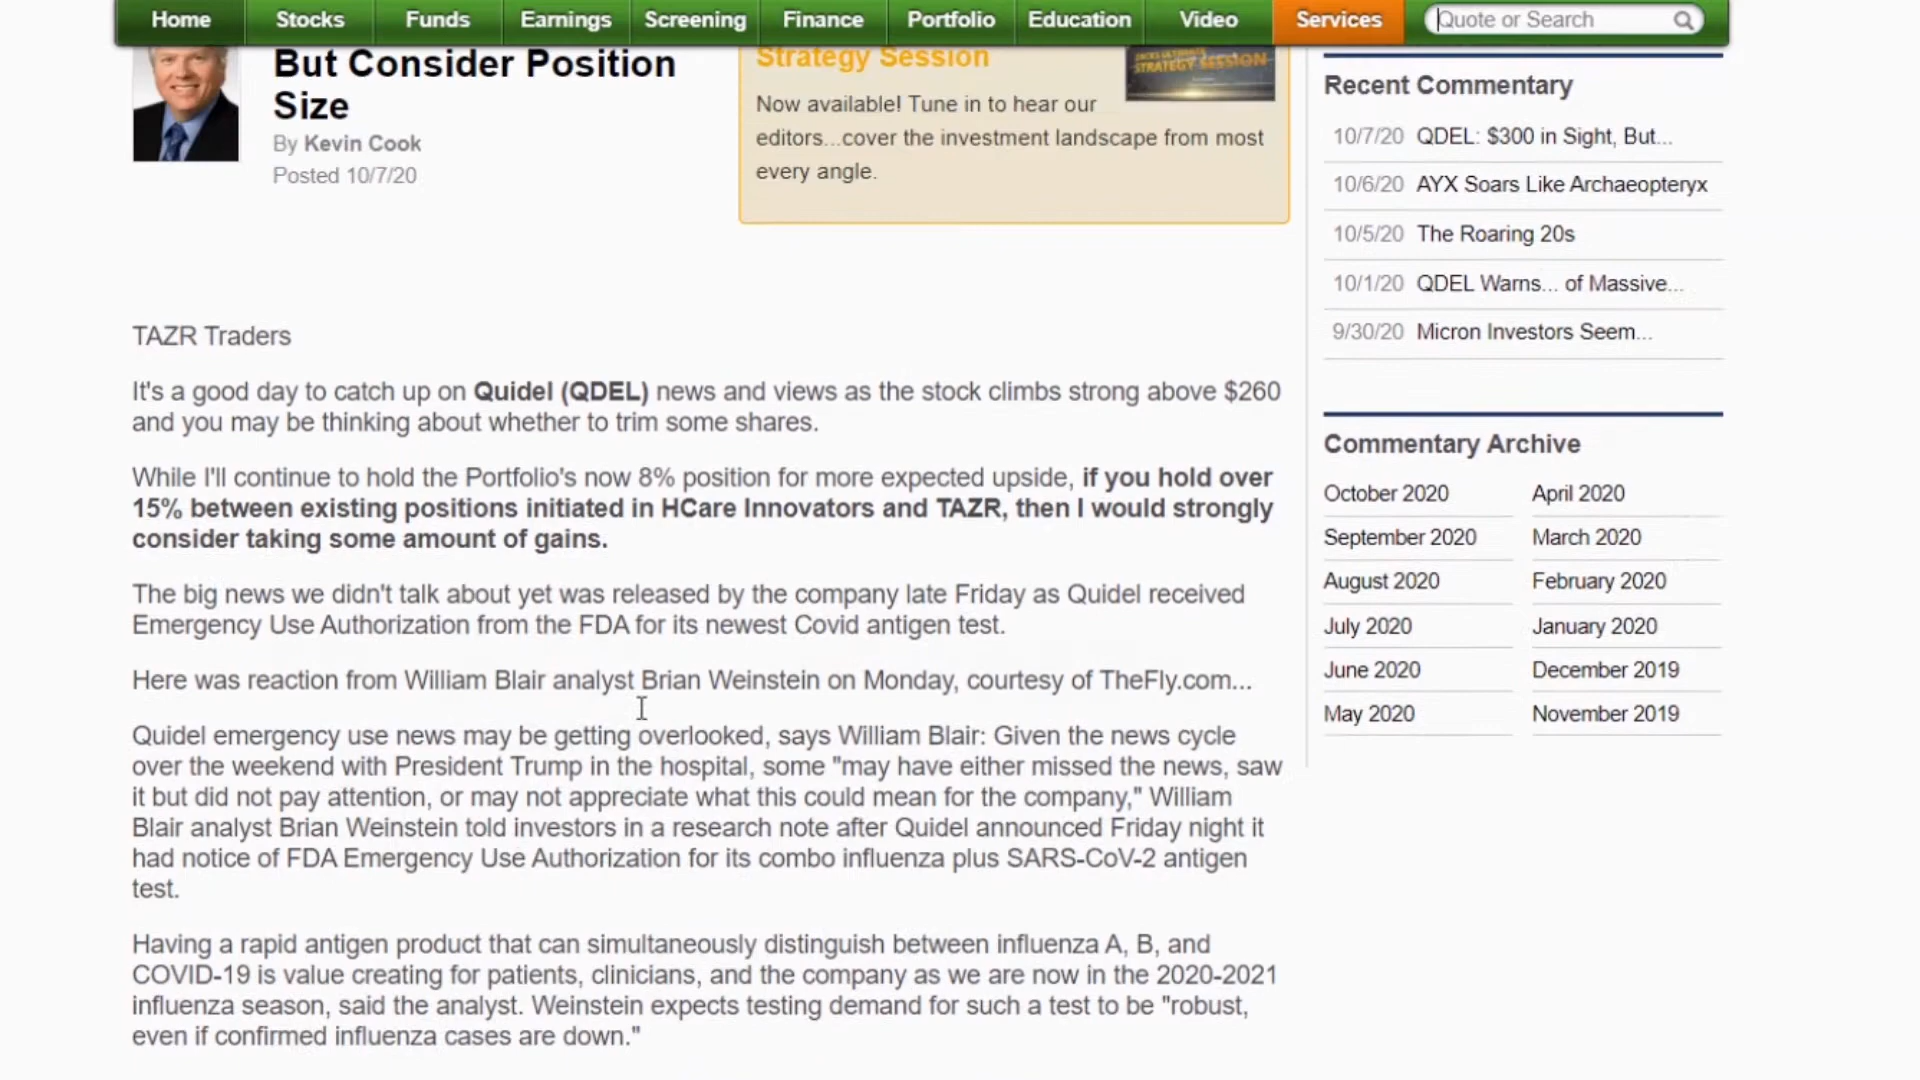 Home Stocks Funds Earnings Screening Finance Portfolio Education Video Services Quote or Search
But Consider Position
Size
By Kevin Cook
Posted 10/7/20
Strategy Session
STRATEGY SESSION
Now available! Tune in to hear our
editors...cover the investment landscape from most
every angle.
TAZR Traders
It's a good day to catch up on Quidel (QDEL) news and views as the stock climbs strong above $260
and you may be thinking about whether to trim some shares.
While I'll continue to hold the Portfolio's now 8% position for more expected upside, if you hold over
15% between existing positions initiated in HCare Innovators and TAZR, then I would strongly
consider taking some amount of gains.
The big news we didn't talk about yet was released by the company late Friday as Quidel received
Emergency Use Authorization from the FDA for its newest Covid antigen test.
Here was reaction from William Blair analyst Brian Weinstein on Monday, courtesy of TheFly.com...
Quidel emergency use news may be getting overlooked, says William Blair: Given the news cycle
over the weekend with President Trump in the hospital, some "may have either missed the news, saw
it but did not pay attention, or may not appreciate what this could mean for the company," William
Blair analyst Brian Weinstein told investors in a research note after Quidel announced Friday night it
had notice of FDA Emergency Use Authorization for its combo influenza plus SARS-CoV-2 antigen
test.
Having a rapid antigen product that can simultaneously distinguish between influenza A, B, and
COVID-19 is value creating for patients, clinicians, and the company as we are now in the 2020-2021
influenza season, said the analyst. Weinstein expects testing demand for such a test to be "robust,
even if confirmed influenza cases are down."
Recent Commentary
10/7/20 QDEL: $300 in Sight, But...
10/6/20 AYX Soars Like Archaeopteryx
10/5/20 The Roaring 20s
10/1/20 QDEL Warns... of Massive...
9/30/20 Micron Investors Seem...
Commentary Archive
October 2020 April 2020
September 2020 March 2020
August 2020 February 2020
July 2020 January 2020
June 2020 December 2019
May 2020 November 2019